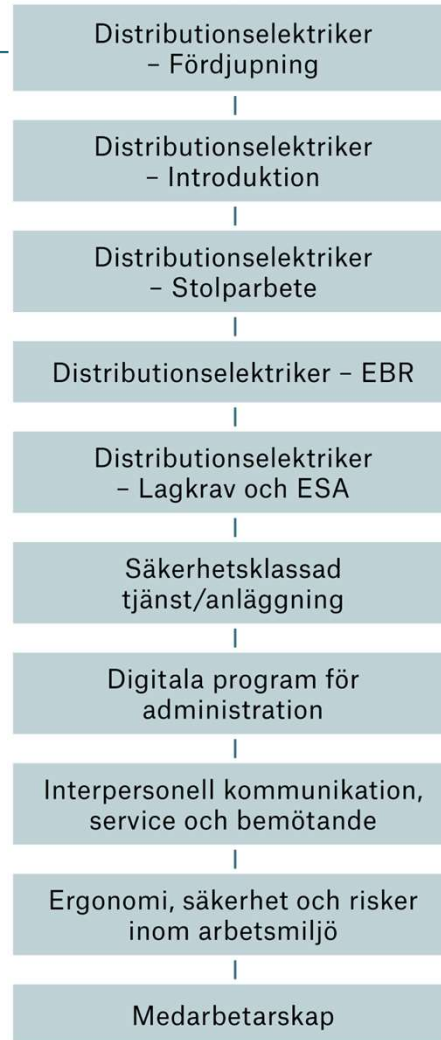 Distributionselektriker
– Fördjupning
Distributionselektriker
– Introduktion
Distributionselektriker
– Stolparbete
Distributionselektriker – EBR
Distributionselektriker
– Lagkrav och ESA
Säkerhetsklassad
tjänst/anläggning
Digitala program för
administration
Interpersonell kommunikation,
service och bemötande
Ergonomi, säkerhet och risker
inom arbetsmiljö
Medarbetarskap